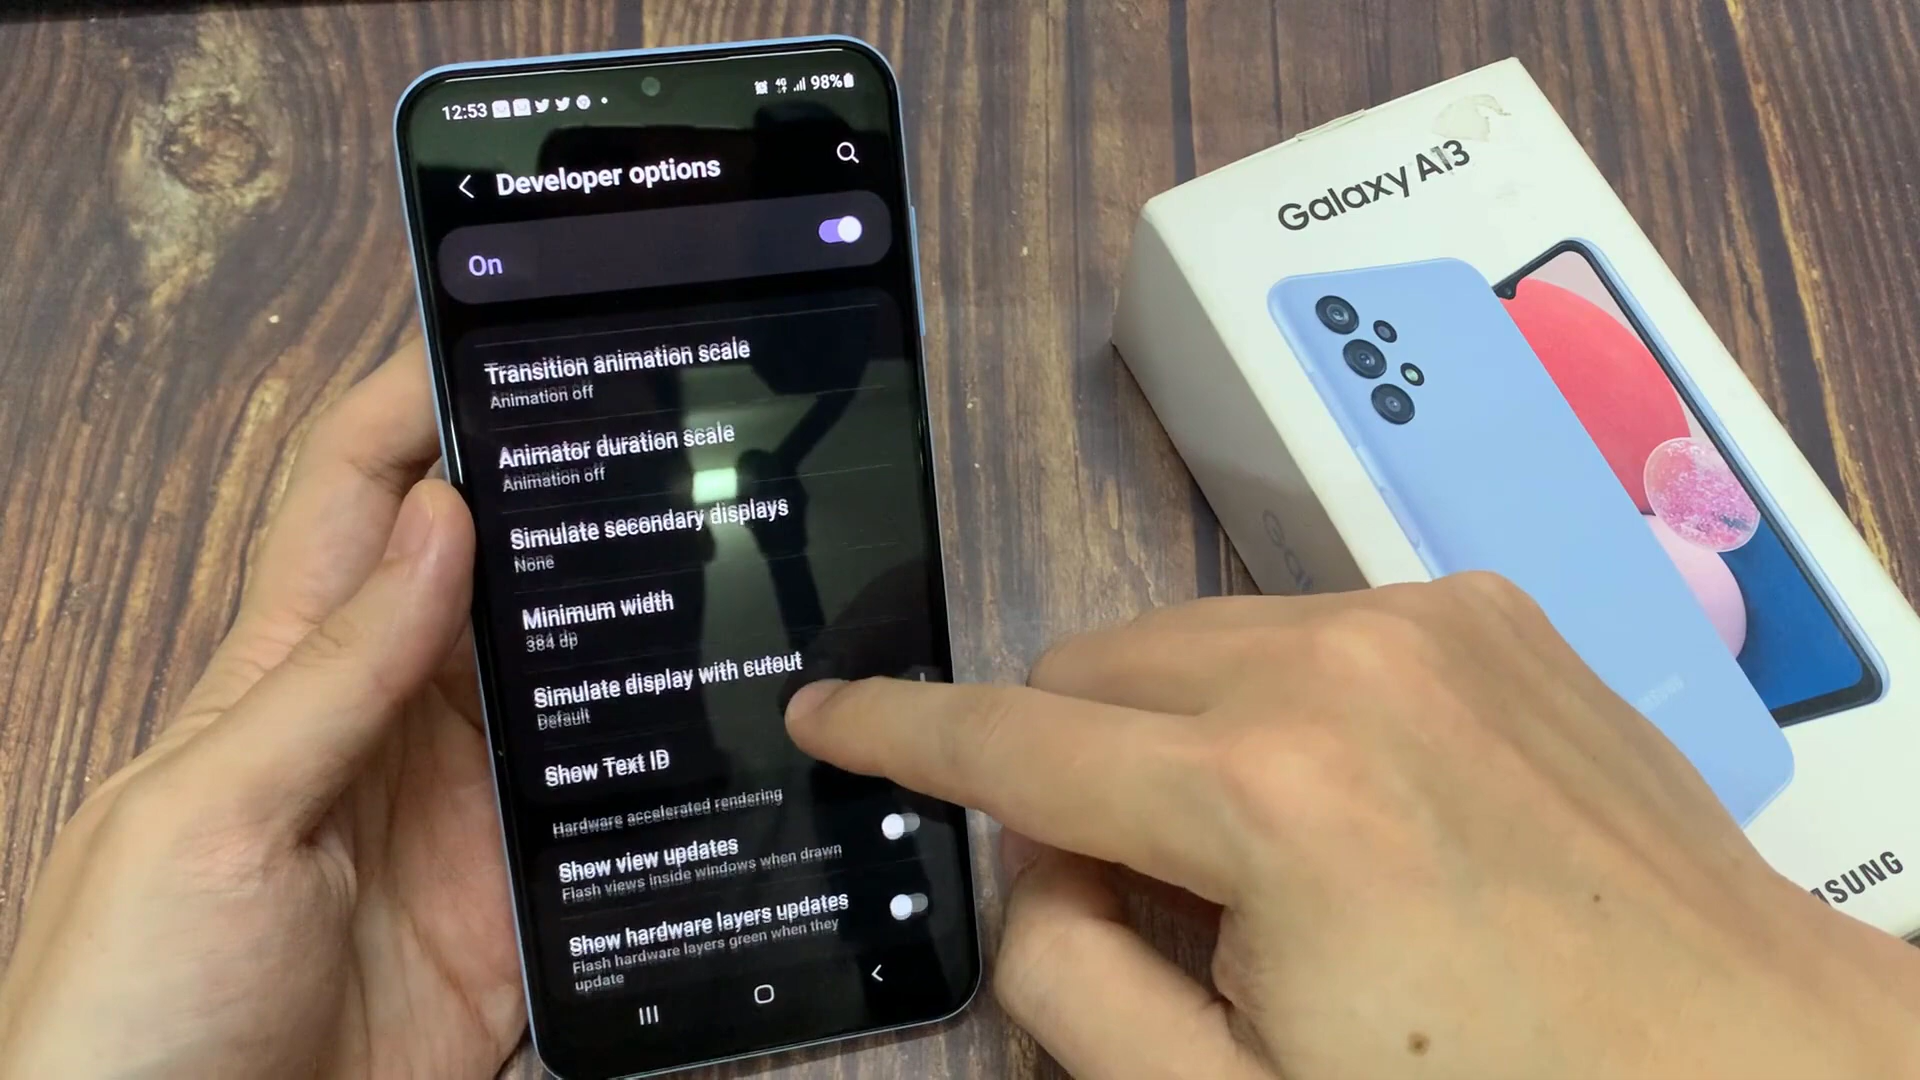 12:53
4G
98%
Developer options
On
Transition animation scale
Animation off
Animator duration scale
Animation off
Simulate secondary displays
None
Minimum width
384 dp
Simulate display with cutout
Default
Show Text ID
Hardware accelerated rendering
Show view updates
Flash views inside windows when drawn
Show hardware layers updates
Flash hardware layers green when they
update
Galaxy A13
SAMSUNG